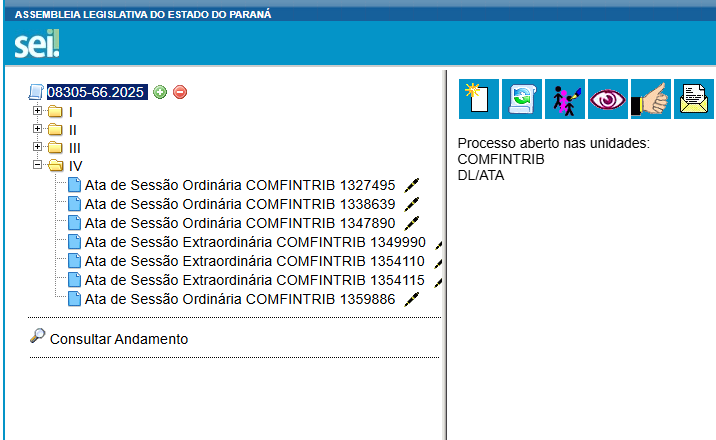 ASSEMBLEIA LEGISLATIVA DO ESTADO DO PARANÁ
sei!
08305-66.2025
I
II
III
IV
Ata de Sessão Ordinária COMFINTRIB 1327495
Ata de Sessão Ordinária COMFINTRIB 1338639
Ata de Sessão Ordinária COMFINTRIB 1347890
Ata de Sessão Extraordinária COMFINTRIB 1349990
Ata de Sessão Extraordinária COMFINTRIB 1354110
Ata de Sessão Extraordinária COMFINTRIB 1354115
Ata de Sessão Ordinária COMFINTRIB 1359886
Consultar Andamento
Processo aberto nas unidades:
COMFINTRIB
DL/ATA